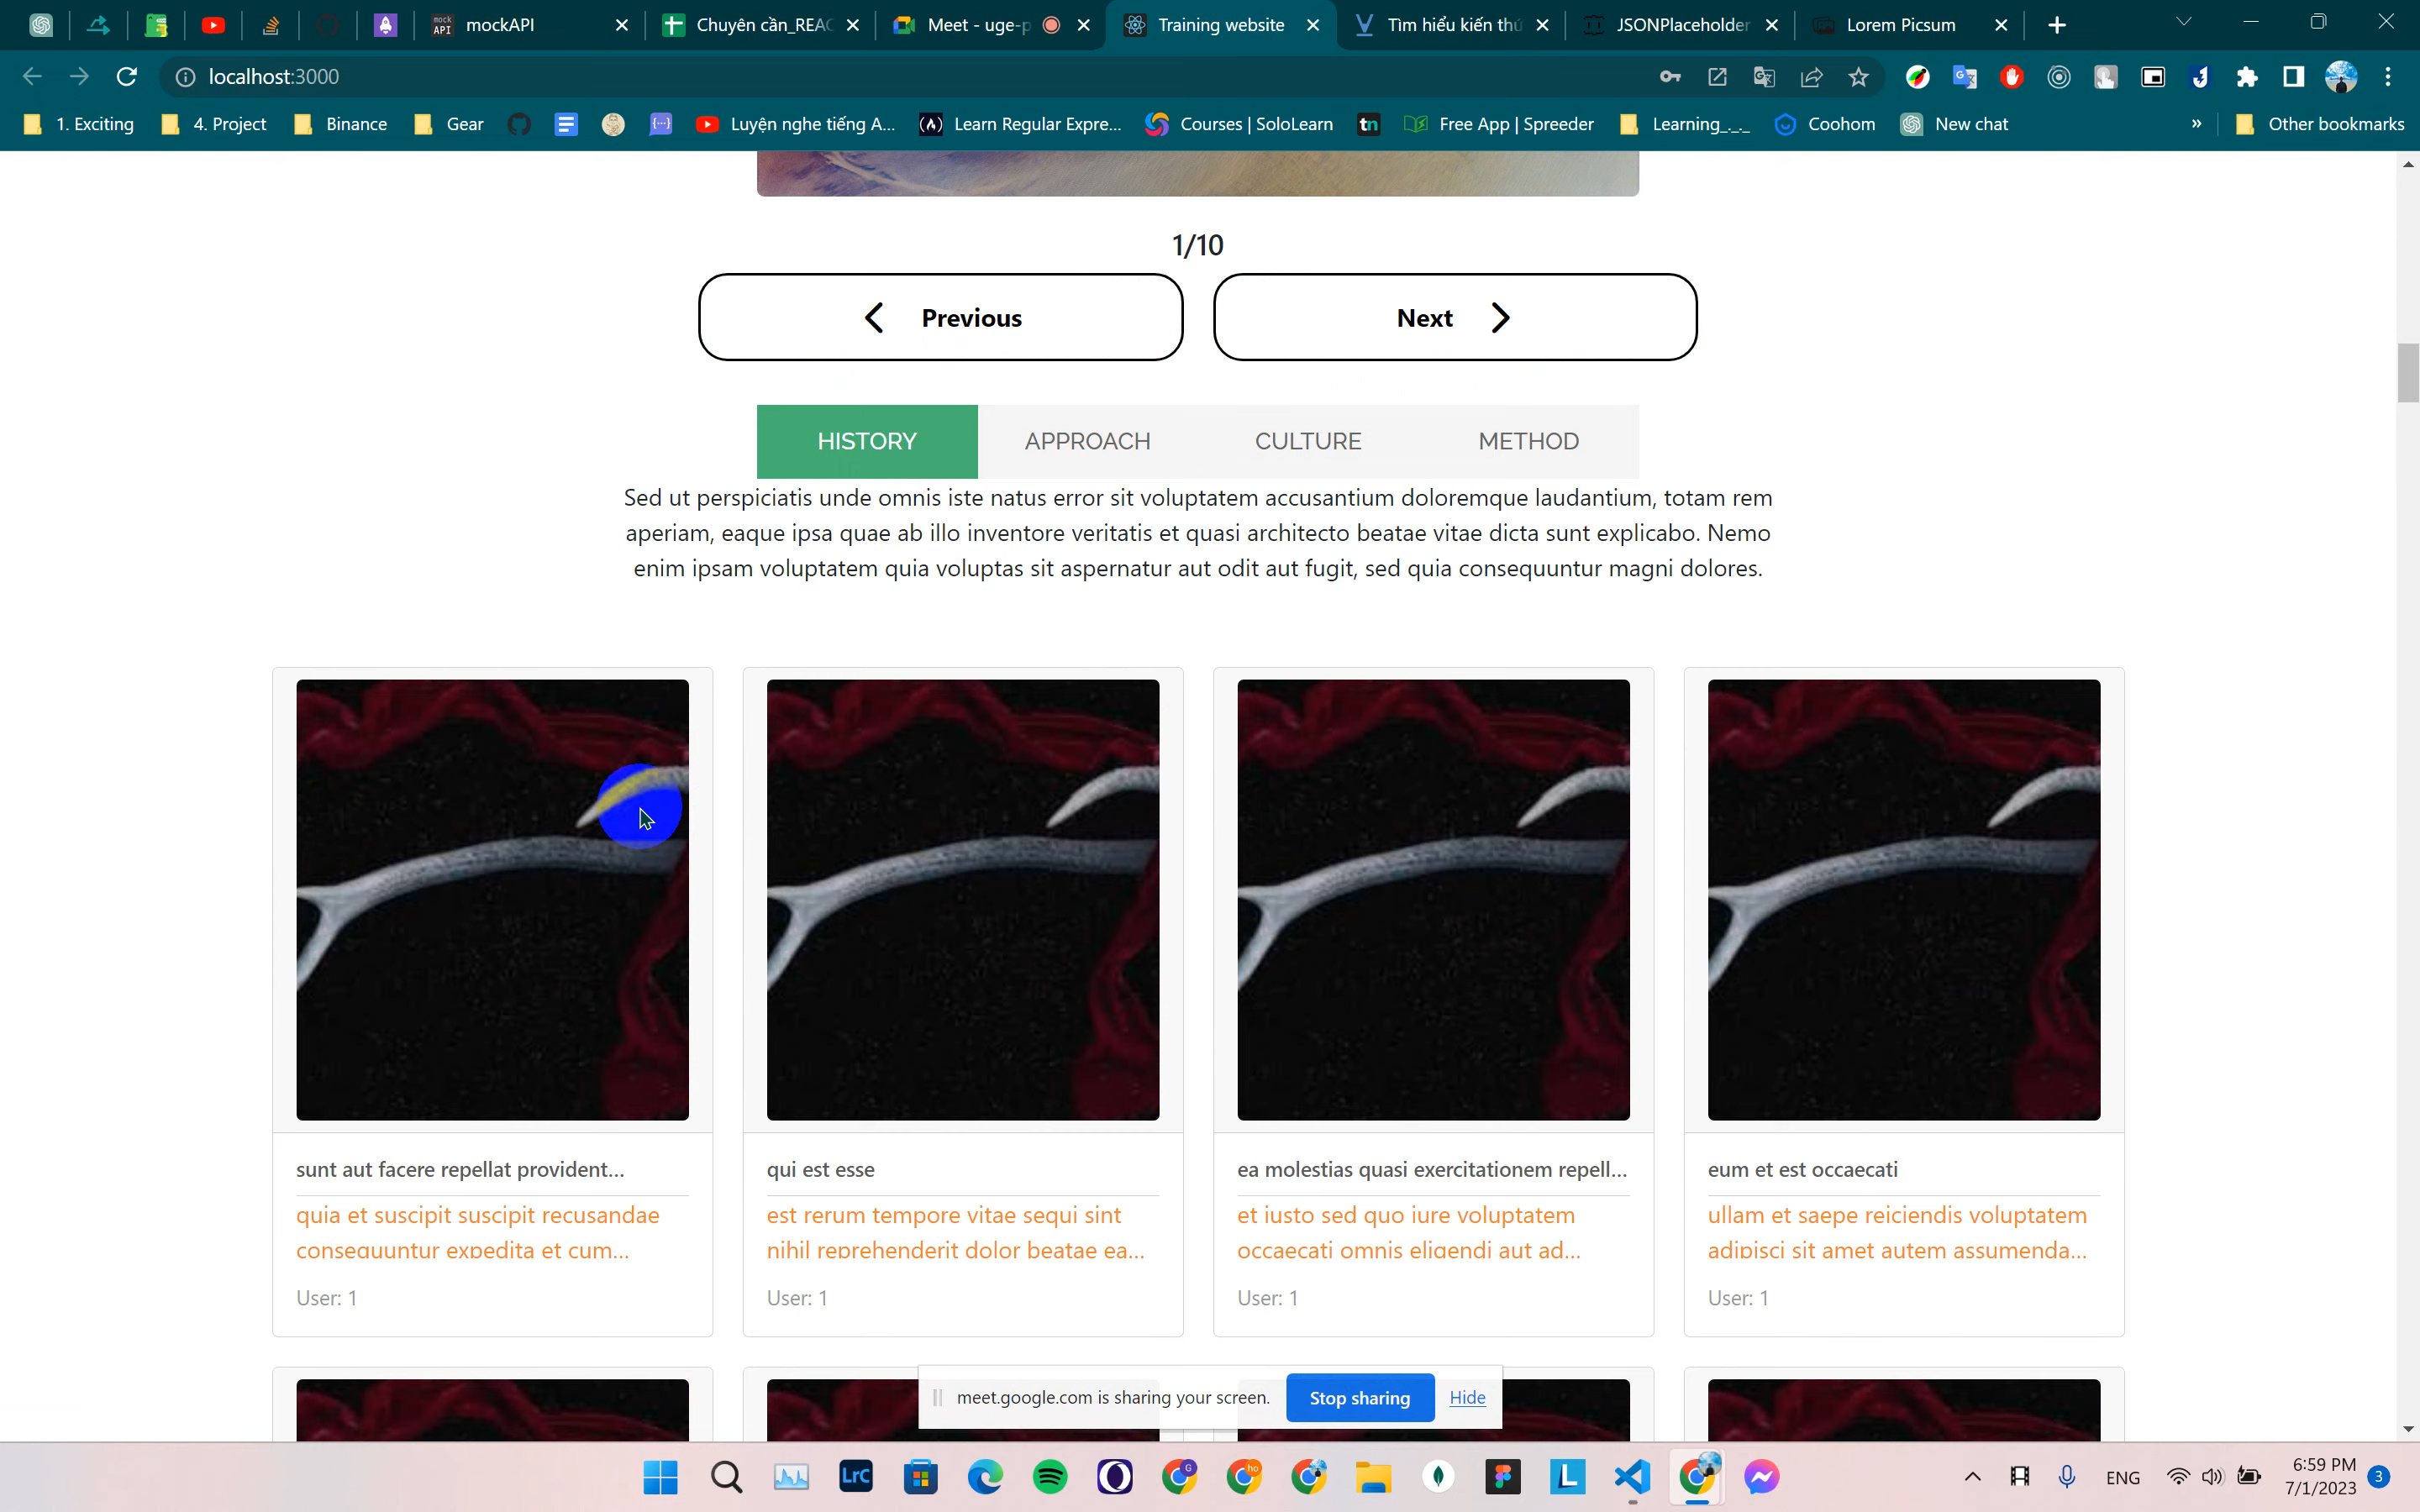 mock
API
mockAPI
Chuyên cần_REAC
Meet - uge-p
Training website
Tìm hiểu kiến thứ
JSONPlaceholder
Lorem Picsum
localhost:3000
1. Exciting
4. Project
Binance
Gear
Luyện nghe tiếng A...
Learn Regular Expre...
Courses | SoloLearn
tn
Free App | Spreeder
Learning_._._
Coohom
New chat
»
Other bookmarks
1/10
Previous
Next
HISTORY
APPROACH
CULTURE
METHOD
Sed ut perspiciatis unde omnis iste natus error sit voluptatem accusantium doloremque laudantium, totam rem
aperiam, eaque ipsa quae ab illo inventore veritatis et quasi architecto beatae vitae dicta sunt explicabo. Nemo
enim ipsam voluptatem quia voluptas sit aspernatur aut odit aut fugit, sed quia consequuntur magni dolores.
sunt aut facere repellat provident...
quia et suscipit suscipit recusandae
consequuntur expedita et cum...
User: 1
qui est esse
est rerum tempore vitae sequi sint
nihil reprehenderit dolor beatae ea...
User: 1
ea molestias quasi exercitationem repell...
et iusto sed quo iure voluptatem
occaecati omnis eligendi aut ad...
User: 1
eum et est occaecati
ullam et saepe reiciendis voluptatem
adipisci sit amet autem assumenda...
User: 1
meet.google.com is sharing your screen.
Stop sharing
Hide
LrC
G
ho
L
ENG
6:59 PM
7/1/2023
3